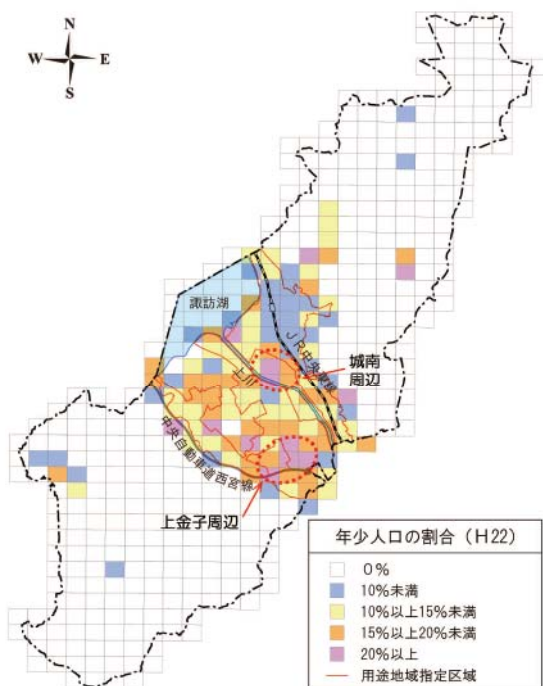 N
W E
S
諏訪湖
JR中央東線
城南
周辺
上川
中央自動車道西宮線
上金子周辺
年少人口の割合（H22）
0%
10%未満
10%以上15%未満
15%以上20%未満
20%以上
用途地域指定区域